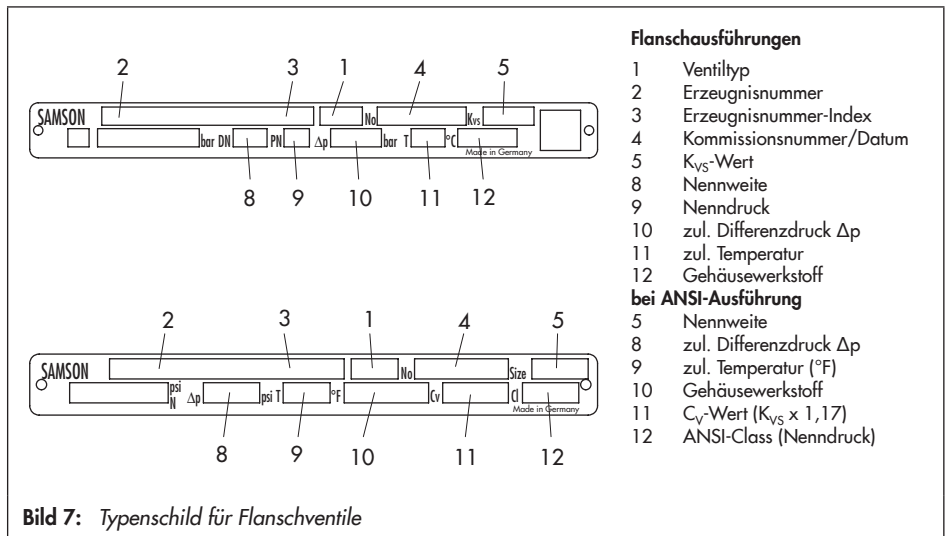 2 3 1 4 5
SAMSON No Kvs
bar DN PN Δp bar T °C Made in Germany
8 9 10 11 12
2 3 1 4 5
SAMSON No Size
psi N Δp psi T °F Cv Cl Made in Germany
8 9 10 11 12
Flanschausführungen
1 Ventiltyp
2 Erzeugnisnummer
3 Erzeugnisnummer-Index
4 Kommissionsnummer/Datum
5 KVS-Wert
8 Nennweite
9 Nenndruck
10 zul. Differenzdruck Δp
11 zul. Temperatur
12 Gehäusewerkstoff
bei ANSI-Ausführung
5 Nennweite
8 zul. Differenzdruck Δp
9 zul. Temperatur (°F)
10 Gehäusewerkstoff
11 CV-Wert (KVS x 1,17)
12 ANSI-Class (Nenndruck)
Bild 7: Typenschild für Flanschventile